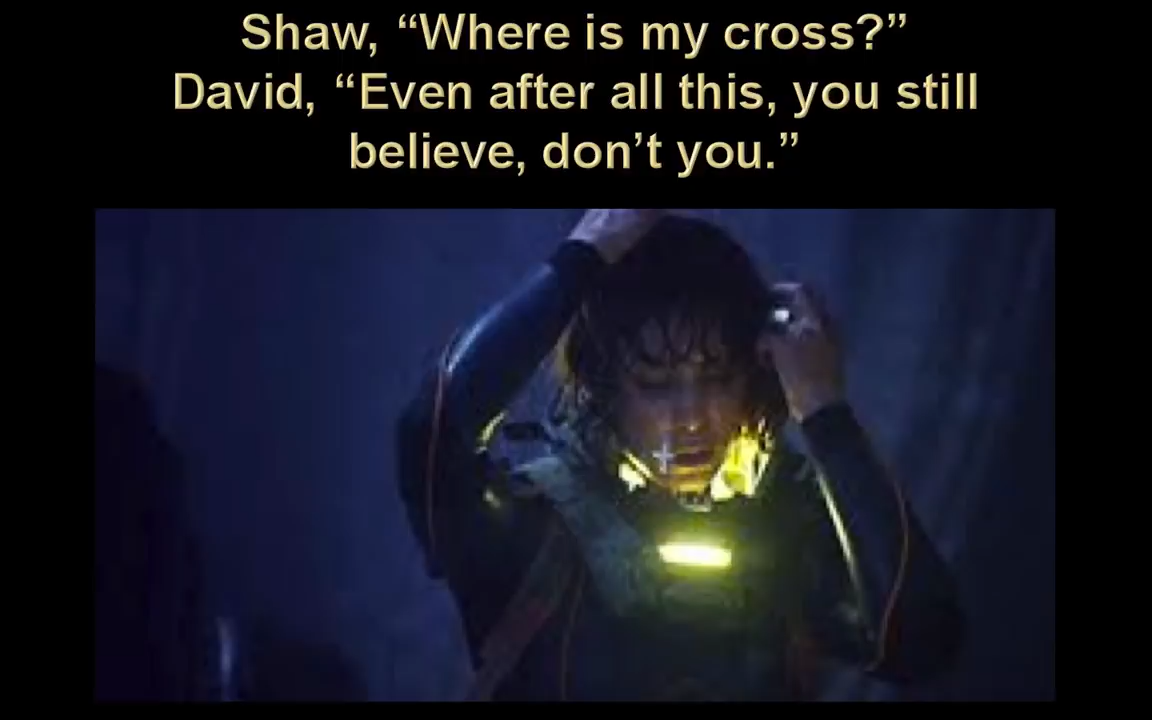 Shaw, “Where is my cross?”
David, “Even after all this, you still
believe, don’t you.”